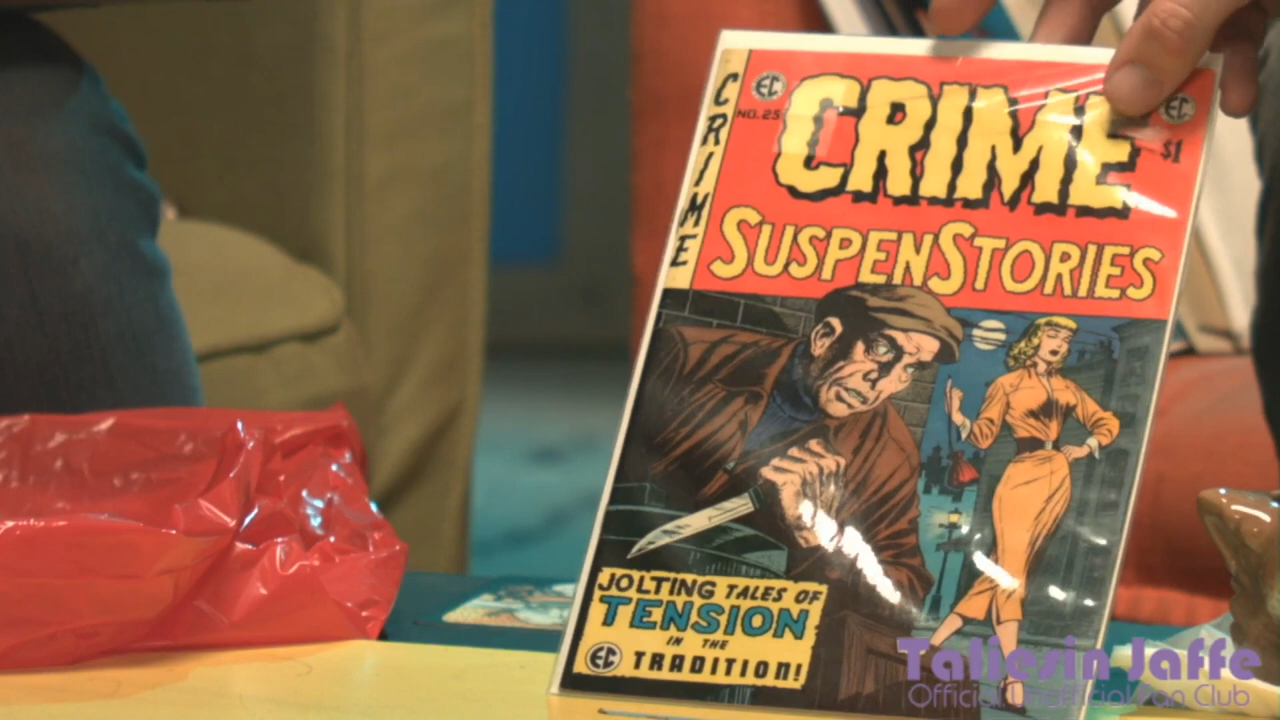 CRIME
EC
NO. 25
CRIME
EC
$1
SUSPENSTORIES
JOLTING TALES OF
TENSION
IN THE
EC TRADITION!
Taliesin Jaffe
Official Unofficial Fan Club